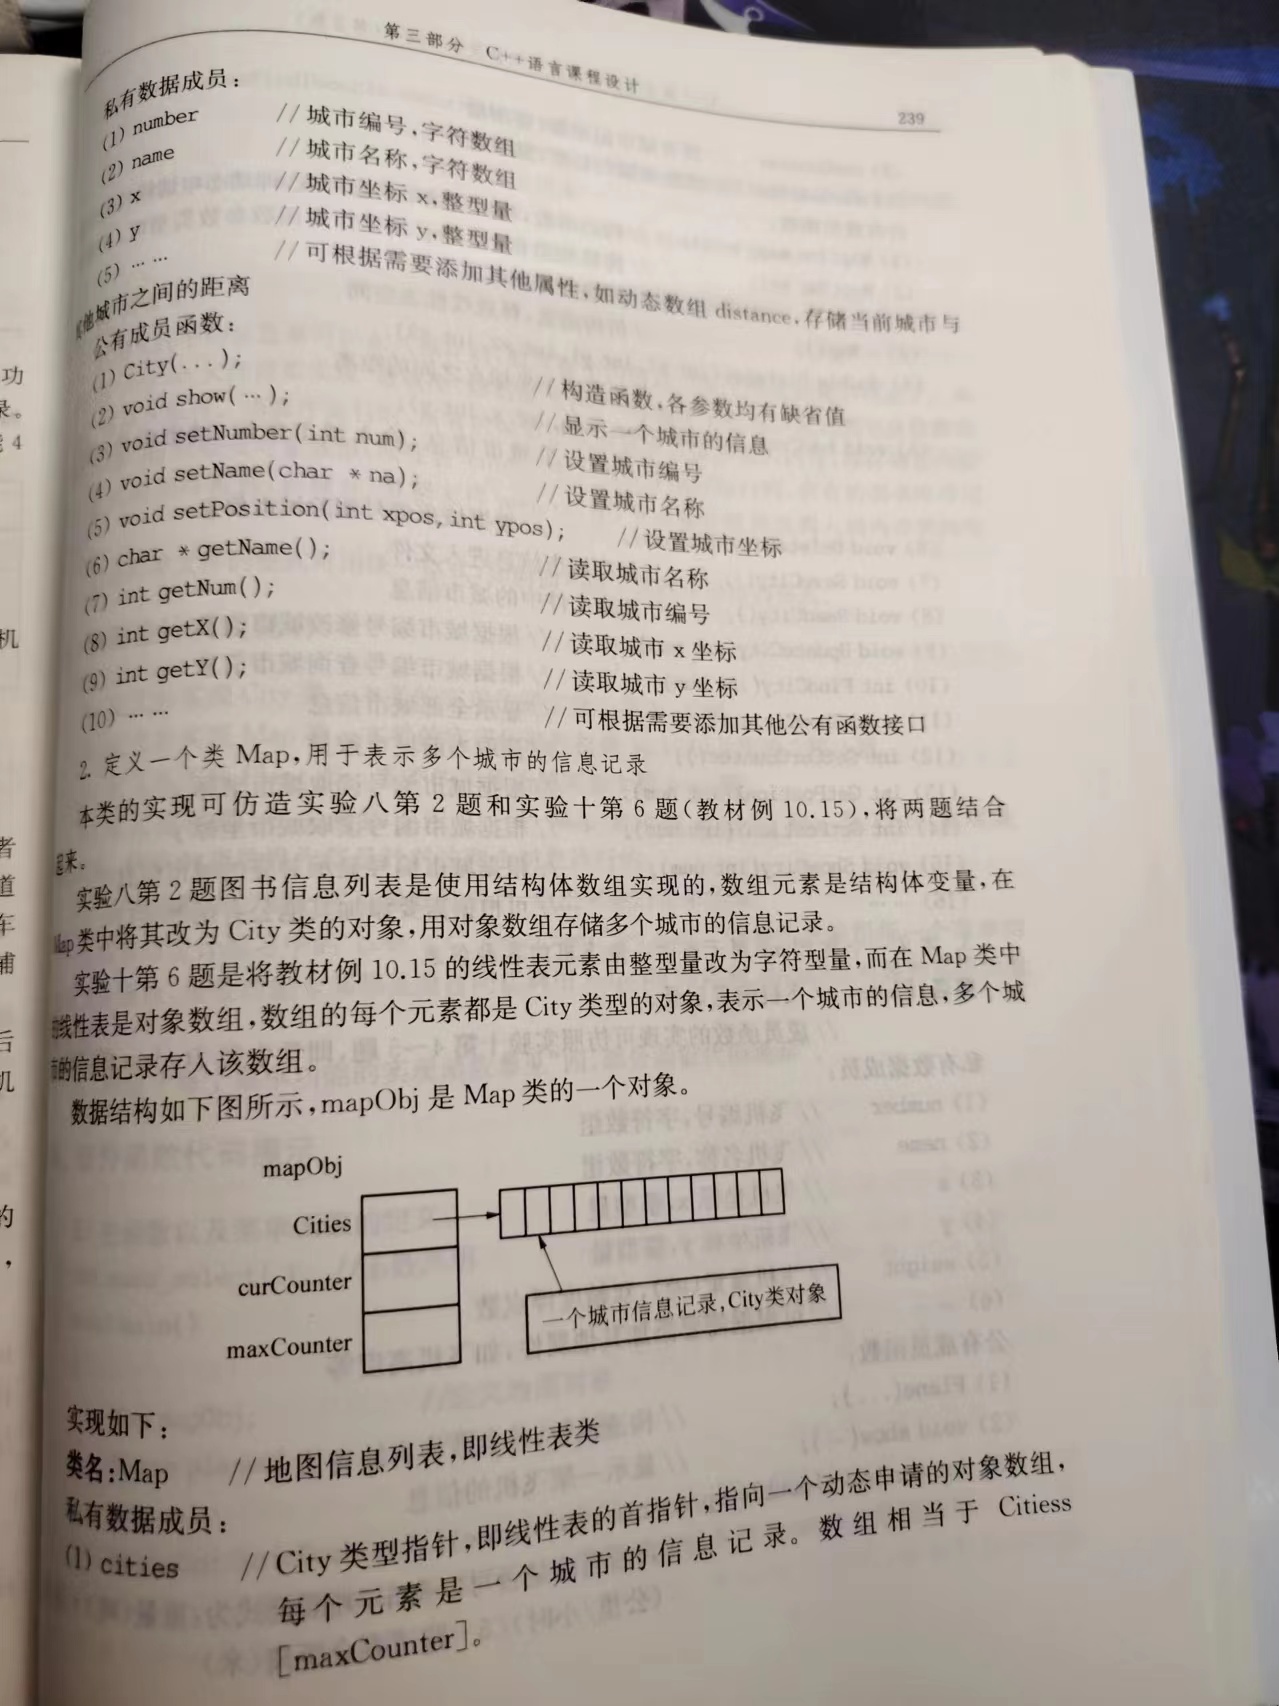 第三部分 C++语言课程设计
239
私有数据成员:
(1) number //城市编号,字符数组
(2) name //城市名称,字符数组
(3) x //城市坐标 x,整型量
(4) y //城市坐标 y,整型量
(5) …… //可根据需要添加其他属性,如动态数组 distance,存储当前城市与
其他城市之间的距离
公有成员函数:
(1) City(...); //构造函数,各参数均有缺省值
(2) void show(…); //显示一个城市的信息
(3) void setNumber(int num); //设置城市编号
(4) void setName(char * na); //设置城市名称
(5) void setPosition(int xpos,int ypos); //设置城市坐标
(6) char * getName(); //读取城市名称
(7) int getNum(); //读取城市编号
(8) int getX(); //读取城市 x 坐标
(9) int getY(); //读取城市 y 坐标
(10) …… //可根据需要添加其他公有函数接口
2. 定义一个类 Map,用于表示多个城市的信息记录
本类的实现可仿造实验八第 2 题和实验十第 6 题(教材例 10.15),将两题结合
起来。
实验八第 2 题图书信息列表是使用结构体数组实现的,数组元素是结构体变量,在
Map类中将其改为 City 类的对象,用对象数组存储多个城市的信息记录。
实验十第 6 题是将教材例 10.15 的线性表元素由整型量改为字符型量,而在 Map 类中
的线性表是对象数组,数组的每个元素都是 City 类型的对象,表示一个城市的信息,多个城
市的信息记录存入该数组。
数据结构如下图所示,mapObj 是 Map 类的一个对象。
mapObj
Cities
curCounter
一个城市信息记录,City类对象
maxCounter
实现如下:
类名:Map //地图信息列表,即线性表类
私有数据成员:
(1) cities //City 类型指针,即线性表的首指针,指向一个动态申请的对象数组,
每个元素是一个城市的信息记录。数组相当于 Citiess
[maxCounter]。
功
录。
能 4
机
者
道
车
铺
后
机
的
,